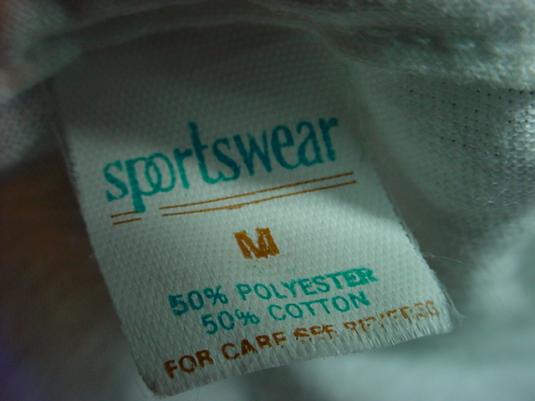 sportswear
M
50% POLYESTER
50% COTTON
FOR CARE SEE REVERSE